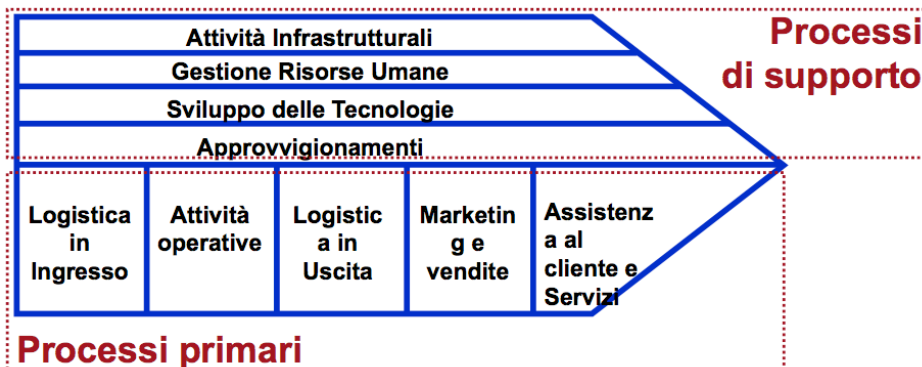 Attività Infrastrutturali
Processi
di supporto
Gestione Risorse Umane
Sviluppo delle Tecnologie
Approvvigionamenti
Logistica
in
Ingresso
Attività
operative
Logistic
a in
Uscita
Marketin
g e
vendite
Assistenz
a al
cliente e
Servizi
Processi primari